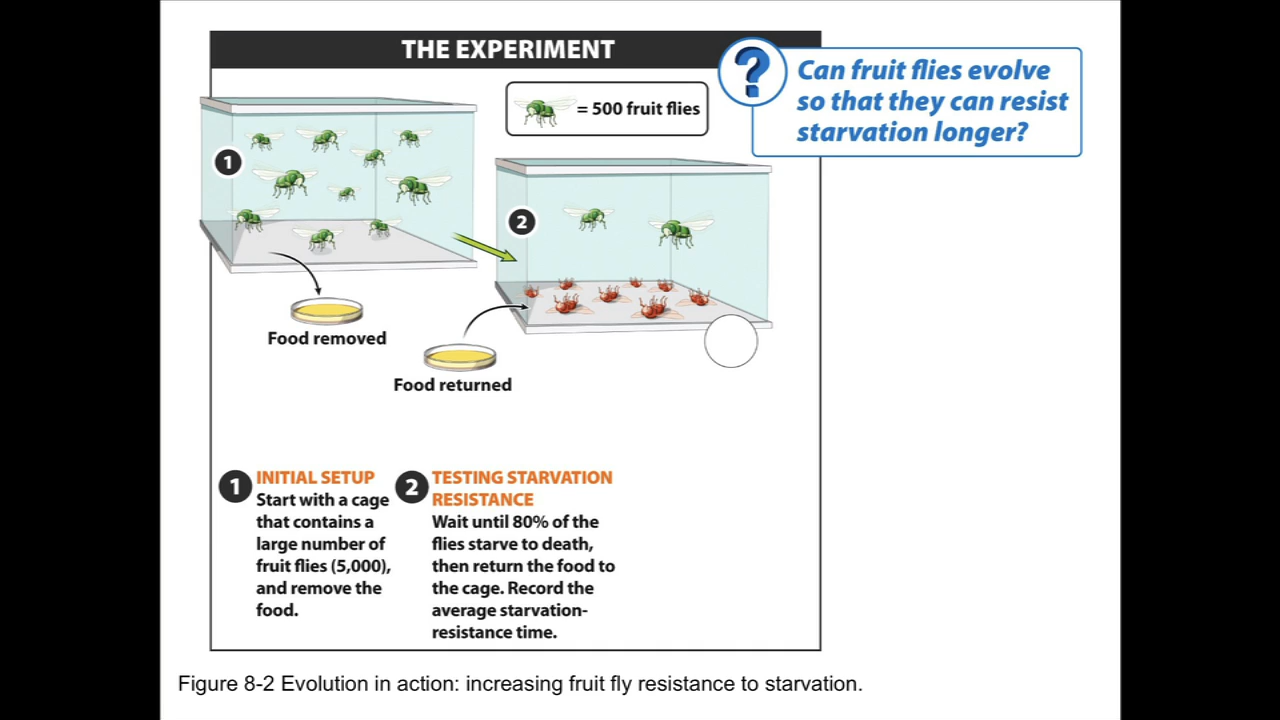 THE EXPERIMENT
?
Can fruit flies evolve
so that they can resist
starvation longer?
= 500 fruit flies
1
2
Food removed
Food returned
1
INITIAL SETUP
Start with a cage
that contains a
large number of
fruit flies (5,000),
and remove the
food.
2
TESTING STARVATION
RESISTANCE
Wait until 80% of the
flies starve to death,
then return the food to
the cage. Record the
average starvation-
resistance time.
Figure 8-2 Evolution in action: increasing fruit fly resistance to starvation.